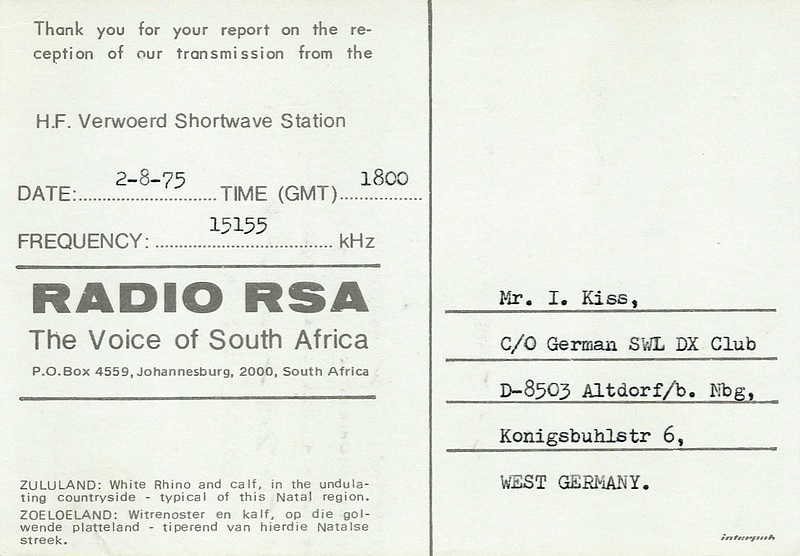 Thank you for your report on the re-
ception of our transmission from the
H.F. Verwoerd Shortwave Station
DATE:..............................TIME (GMT)..................
2-8-75
1800
FREQUENCY: ....................................... kHz
15155
RADIO RSA
The Voice of South Africa
P.O.Box 4559, Johannesburg, 2000, South Africa
ZULULAND: White Rhino and calf, in the undula-
ting countryside - typical of this Natal region.
ZOELOELAND: Witrenoster en kalf, op die gol-
wende platteland - tiperend van hierdie Natalse
streek.
Mr. I. Kiss,
C/O German SWL DX Club
D-8503 Altdorf/b. Nbg,
Konigsbuhlstr 6,
WEST GERMANY.
interpub